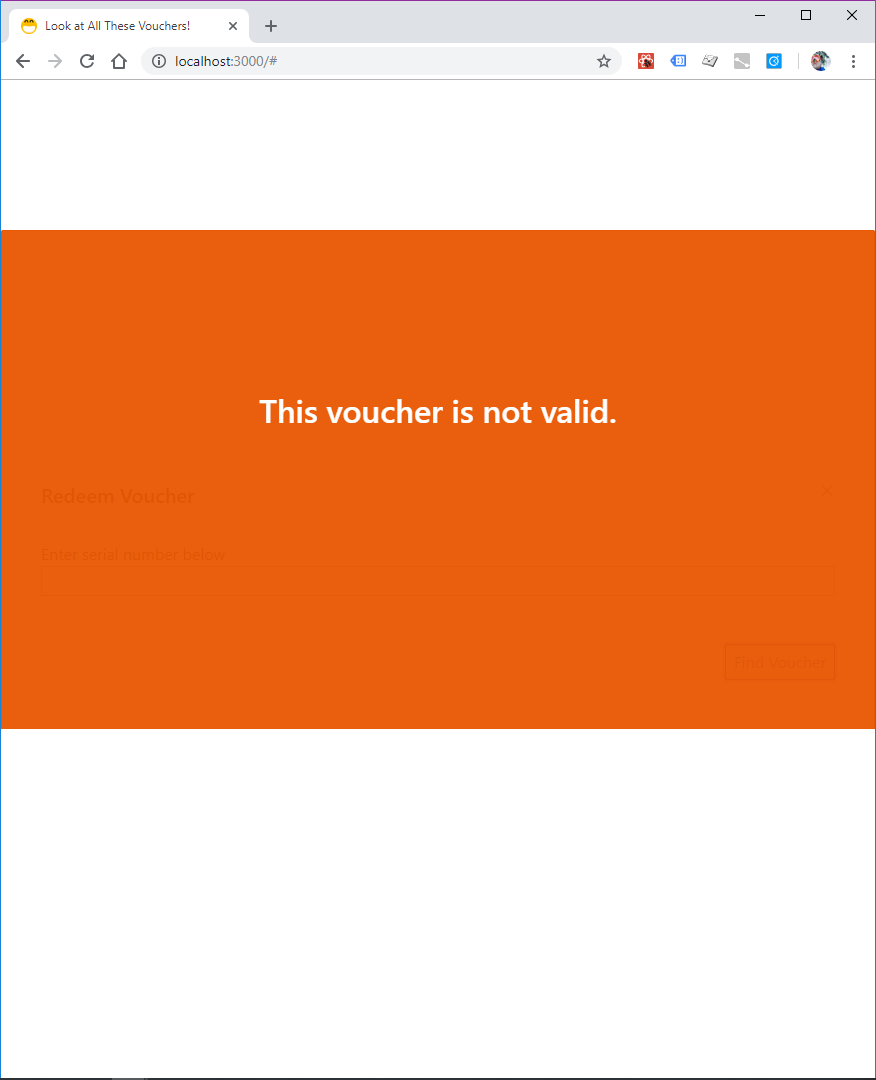 Look at All These Vouchers!
localhost:3000/#
This voucher is not valid.
Redeem Voucher
Enter serial number below
Find Voucher